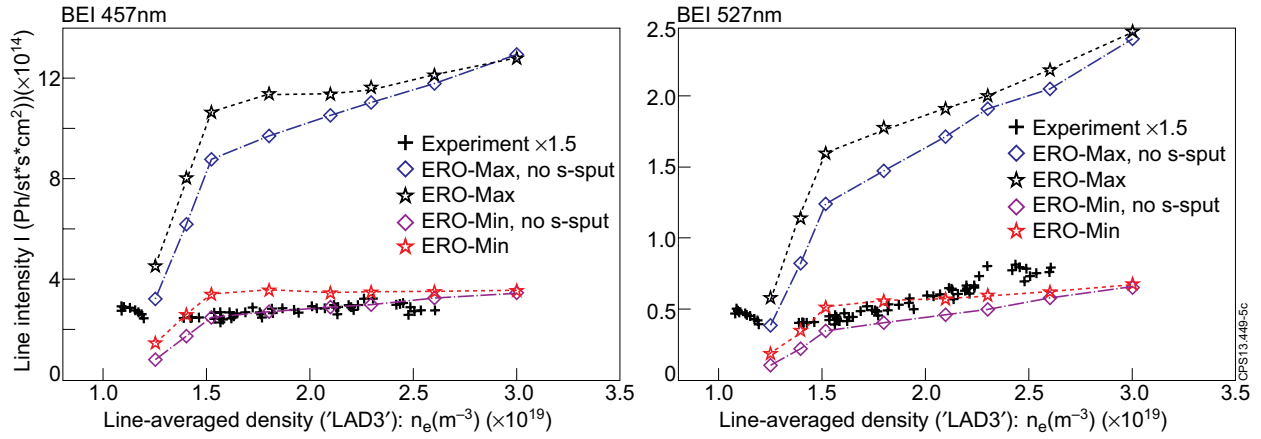 BEI 457nm
Line intensity I (Ph/st*s*cm²))(×10¹⁴)
12
8
4
0
Experiment ×1.5
ERO-Max, no s-sput
ERO-Max
ERO-Min, no s-sput
ERO-Min
1.0 1.5 2.0 2.5 3.0 3.5
Line-averaged density ('LAD3'): nₑ(m⁻³) (×10¹⁹)
BEI 527nm
2.5
2.0
1.5
1.0
0.5
0
Experiment ×1.5
ERO-Max, no s-sput
ERO-Max
ERO-Min, no s-sput
ERO-Min
1.0 1.5 2.0 2.5 3.0 3.5
Line-averaged density ('LAD3'): nₑ(m⁻³) (×10¹⁹)
CPS13.449-5c